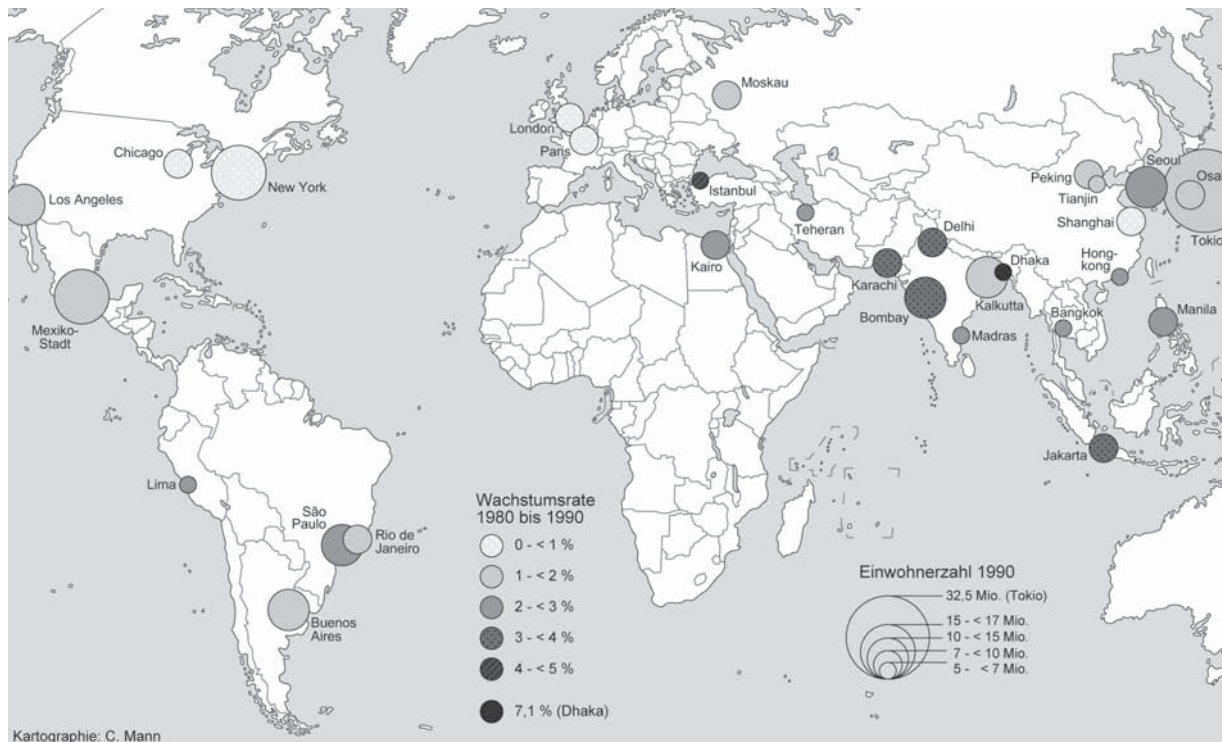 Moskau
London
Paris
Chicago
New York
Los Angeles
Istanbul
Peking
Tianjin
Seoul
Osaka
Shanghai
Tokio
Teheran
Delhi
Kairo
Karachi
Dhaka
Hong-
kong
Kalkutta
Bombay
Bangkok
Manila
Madras
Mexiko-
Stadt
Jakarta
Lima
São
Paulo
Rio de
Janeiro
Buenos
Aires
Wachstumsrate
1980 bis 1990
0 - < 1 %
1 - < 2 %
2 - < 3 %
3 - < 4 %
4 - < 5 %
7,1 % (Dhaka)
Einwohnerzahl 1990
32,5 Mio. (Tokio)
15 - < 17 Mio.
10 - < 15 Mio.
7 - < 10 Mio.
5 - < 7 Mio.
Kartographie: C. Mann